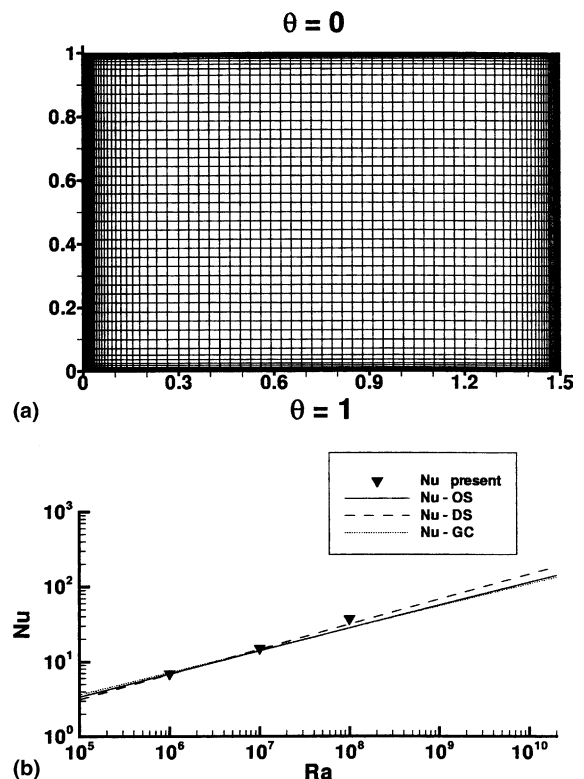 θ = 0
1
0.8
0.6
0.4
0.2
0
0 0.3 0.6 0.9 1.2 1.5
(a)
θ = 1
Nu present
Nu - OS
Nu - DS
Nu - GC
10³
10²
10¹
10⁰
Nu
10⁵ 10⁶ 10⁷ 10⁸ 10⁹ 10¹⁰
(b)
Ra